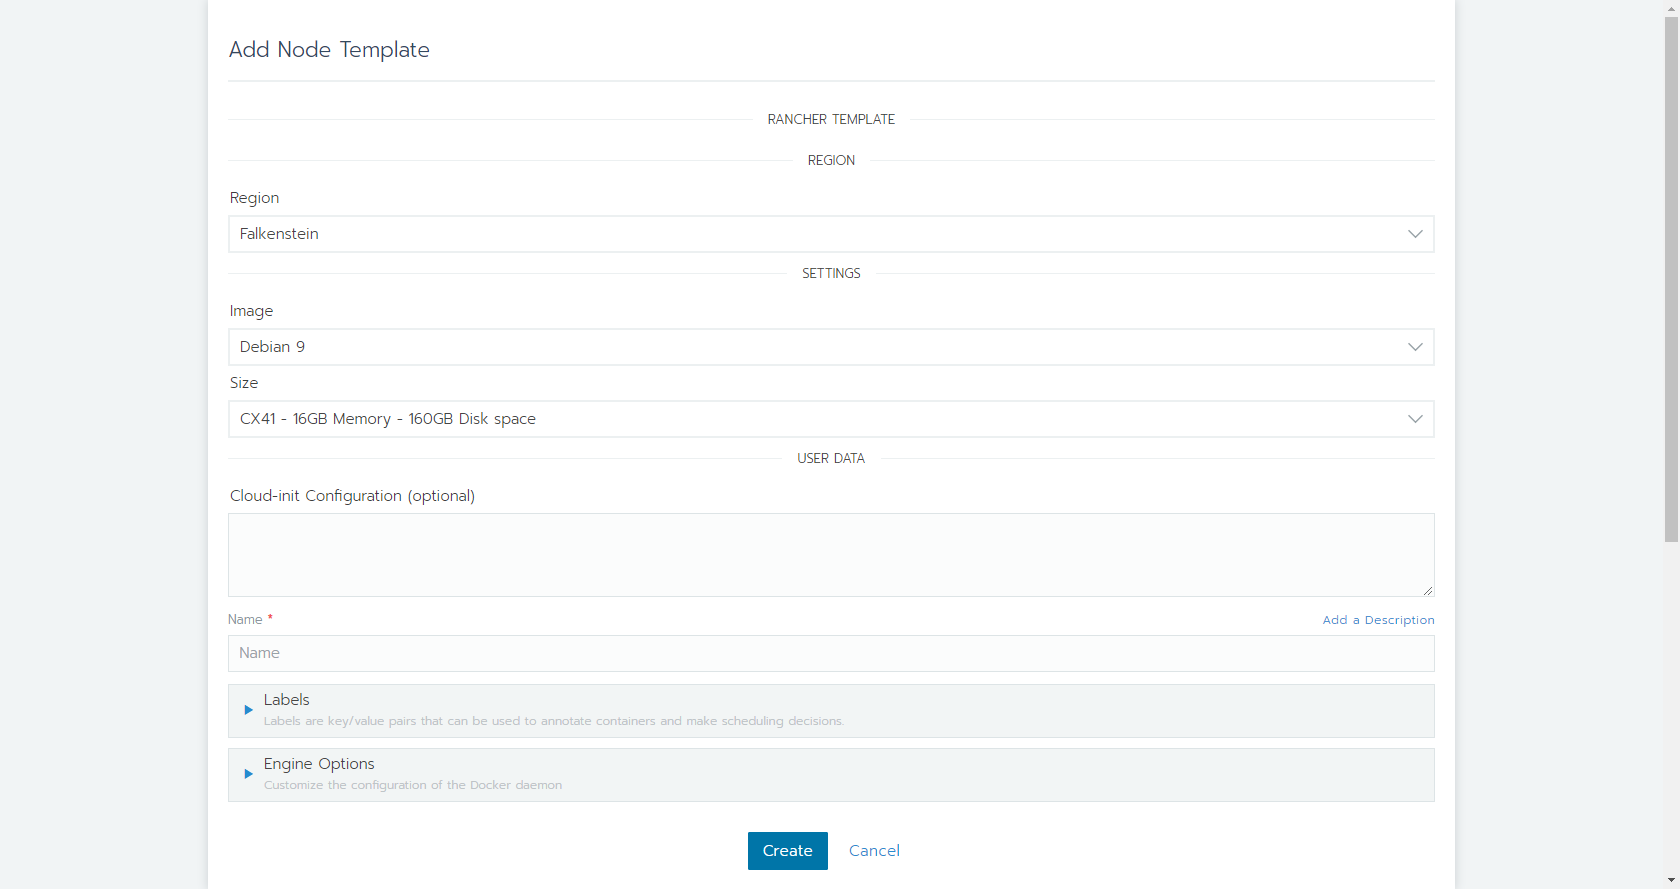 Add Node Template
RANCHER TEMPLATE
REGION
Region
Falkenstein
SETTINGS
Image
Debian 9
Size
CX41 - 16GB Memory - 160GB Disk space
USER DATA
Cloud-init Configuration (optional)
Name * Add a Description
Name
Labels
Labels are key/value pairs that can be used to annotate containers and make scheduling decisions.
Engine Options
Customize the configuration of the Docker daemon
Create Cancel